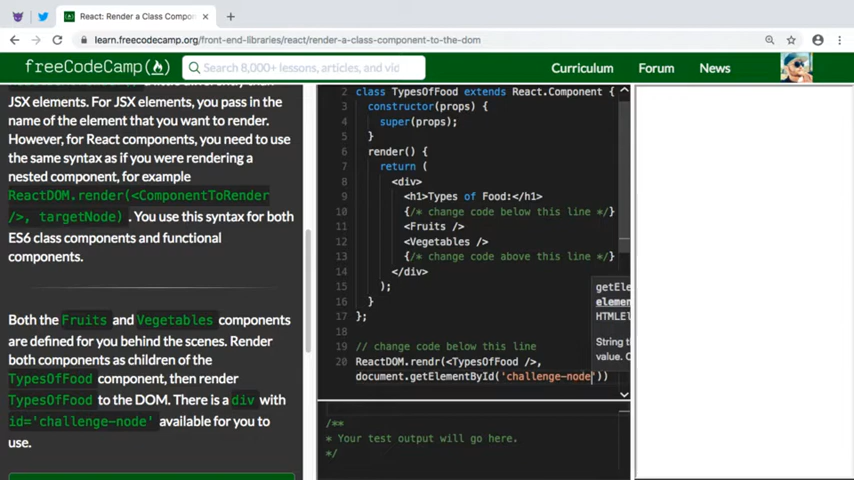 React: Render a Class Compon
learn.freecodecamp.org/front-end-libraries/react/render-a-class-component-to-the-dom
freeCodeCamp
Search 8,000+ lessons, articles, and vid
Curriculum Forum News
JSX elements. For JSX elements, you pass in the
name of the element that you want to render.
However, for React components, you need to use
the same syntax as if you were rendering a
nested component, for example
ReactDOM.render(<ComponentToRender
/>, targetNode) . You use this syntax for both
ES6 class components and functional
components.
Both the Fruits and Vegetables components
are defined for you behind the scenes. Render
both components as children of the
TypesOfFood component, then render
TypesOfFood to the DOM. There is a div with
id='challenge-node' available for you to
use.
2 class TypesOfFood extends React.Component {
3 constructor(props) {
4 super(props);
5 }
6 render() {
7 return (
8 <div>
9 <h1>Types of Food:</h1>
10 {/* change code below this line */}
11 <Fruits />
12 <Vegetables />
13 {/* change code above this line */}
14 </div>
15 );
16 }
17 };
18
19 // change code below this line
20 ReactDOM.rendr(<TypesOfFood />,
document.getElementById('challenge-node'))
getEle
elemen
HTMLEl
String th
value. C
/**
* Your test output will go here.
*/